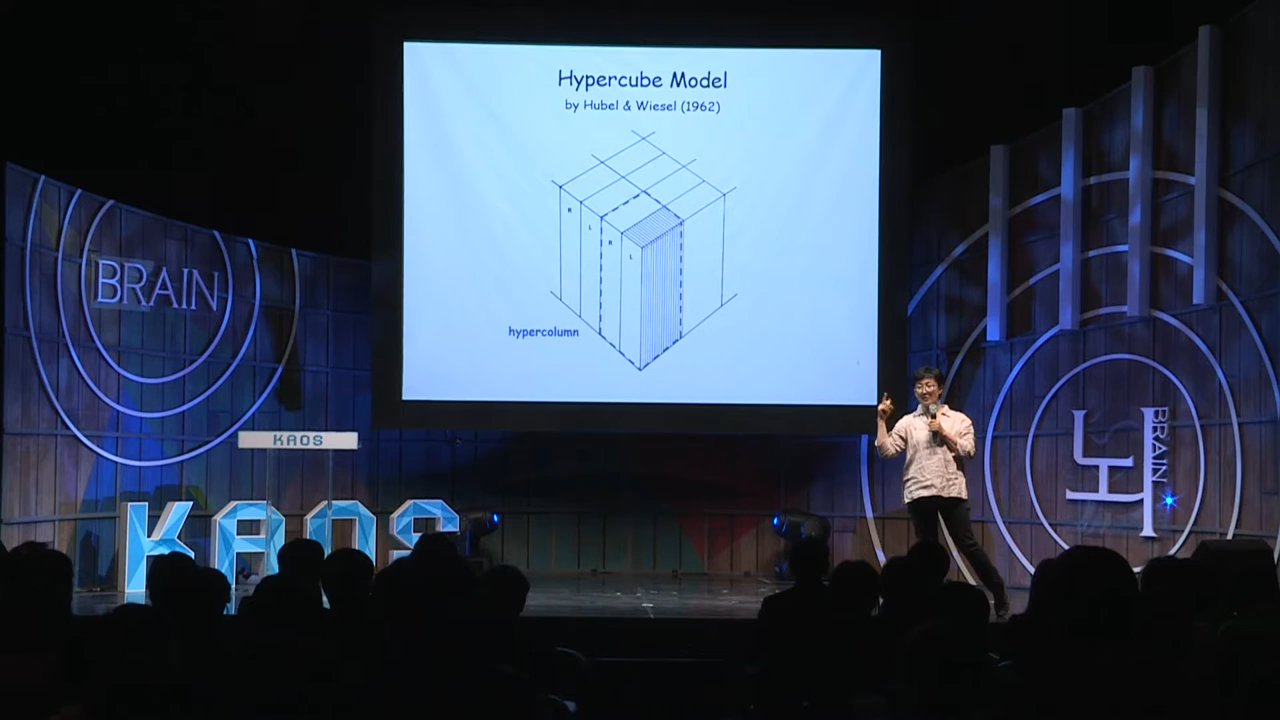 Hypercube Model
by Hubel & Wiesel (1962)
R
L
R
L
hypercolumn
BRAIN
KAOS
KAOS
뇌
BRAIN